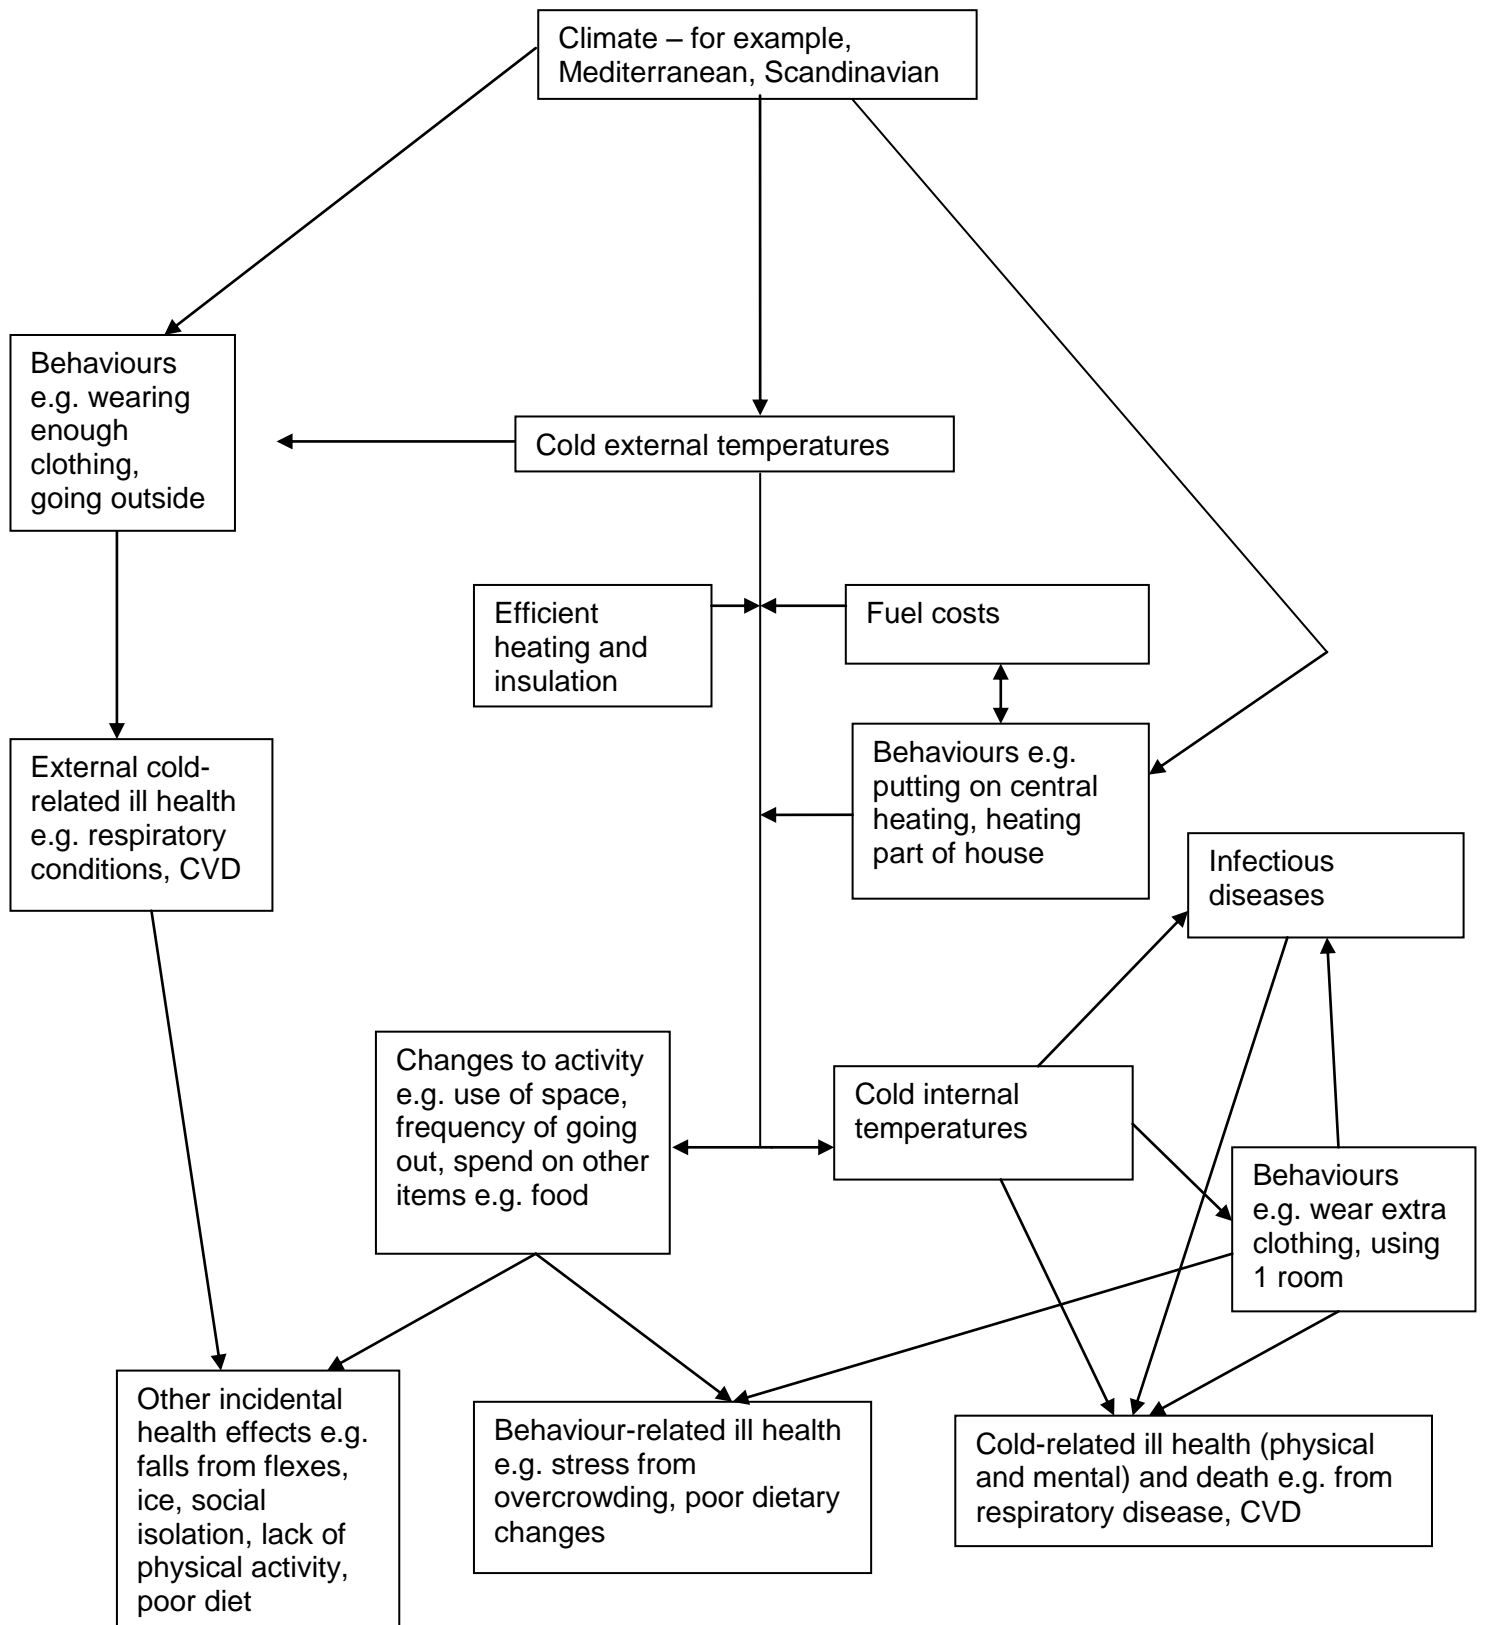 Climate – for example,
Mediterranean, Scandinavian
Behaviours
e.g. wearing
enough
clothing,
going outside
Cold external temperatures
Efficient
heating and
insulation
Fuel costs
External cold-
related ill health
e.g. respiratory
conditions, CVD
Behaviours e.g.
putting on central
heating, heating
part of house
Infectious
diseases
Changes to activity
e.g. use of space,
frequency of going
out, spend on other
items e.g. food
Cold internal
temperatures
Behaviours
e.g. wear extra
clothing, using
1 room
Other incidental
health effects e.g.
falls from flexes,
ice, social
isolation, lack of
physical activity,
poor diet
Behaviour-related ill health
e.g. stress from
overcrowding, poor dietary
changes
Cold-related ill health (physical
and mental) and death e.g. from
respiratory disease, CVD